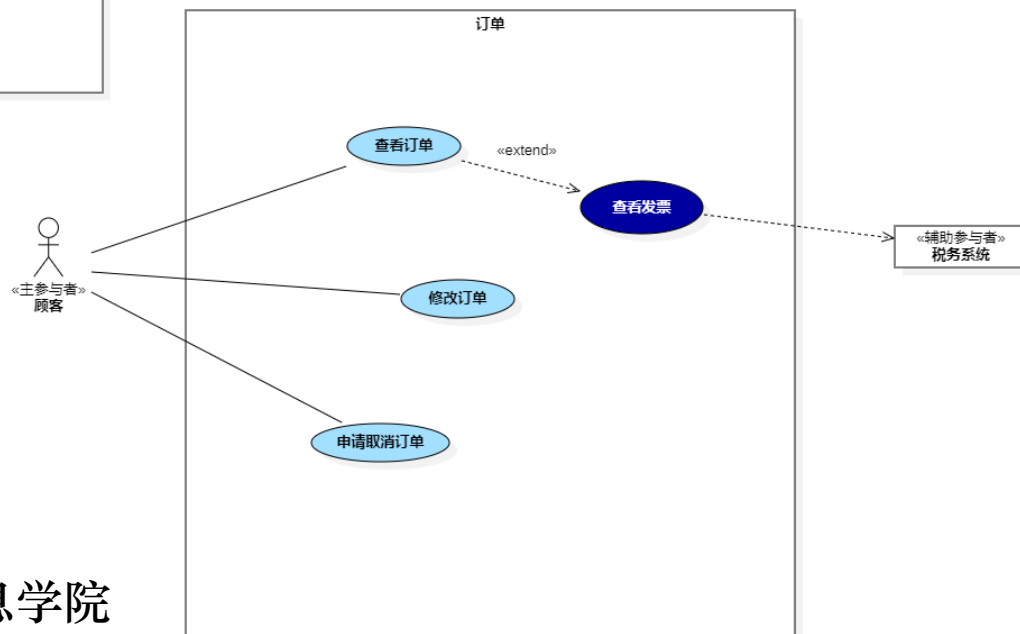 订单
查看订单
«extend»
查看发票
«辅助参与者»
税务系统
修改订单
«主参与者»
顾客
申请取消订单
息学院